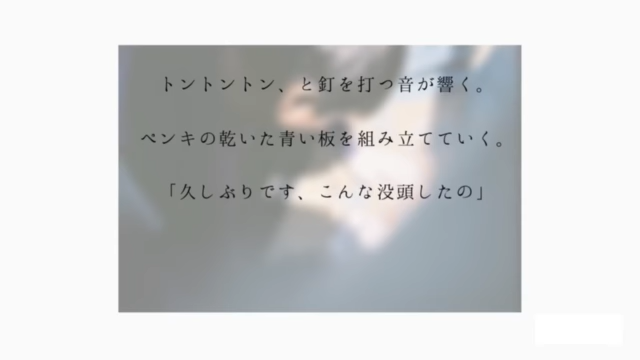 トントントン、と釘を打つ音が響く。
ペンキの乾いた青い板を組み立てていく。
「久しぶりです、こんな没頭したの」